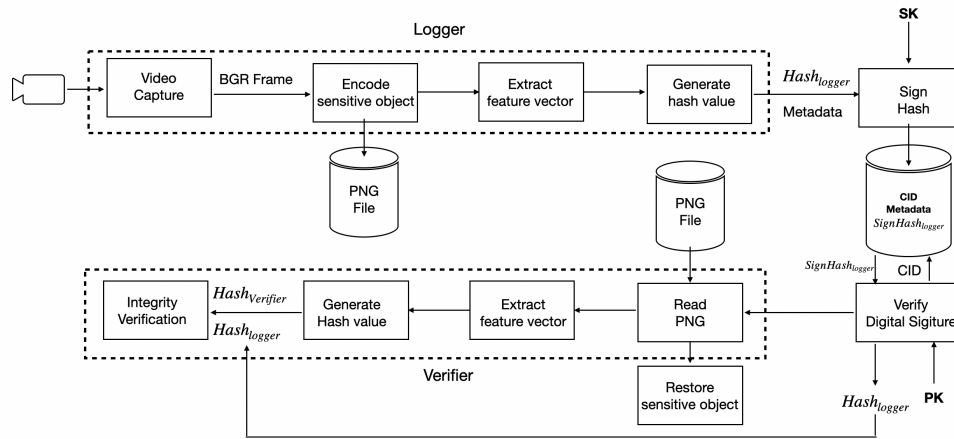 SK
Logger
Video
Capture
BGR Frame
Encode
sensitive object
Extract
feature vector
Generate
hash value
Hash_logger
Metadata
Sign
Hash
PNG
File
PNG
File
CID
Metadata
SignHash_logger
SignHash_logger
CID
Integrity
Verification
Hash_Verifier
Hash_logger
Generate
Hash value
Extract
feature vector
Read
PNG
Verify
Digital Sigiture
Verifier
Restore
sensitive object
Hash_logger
PK